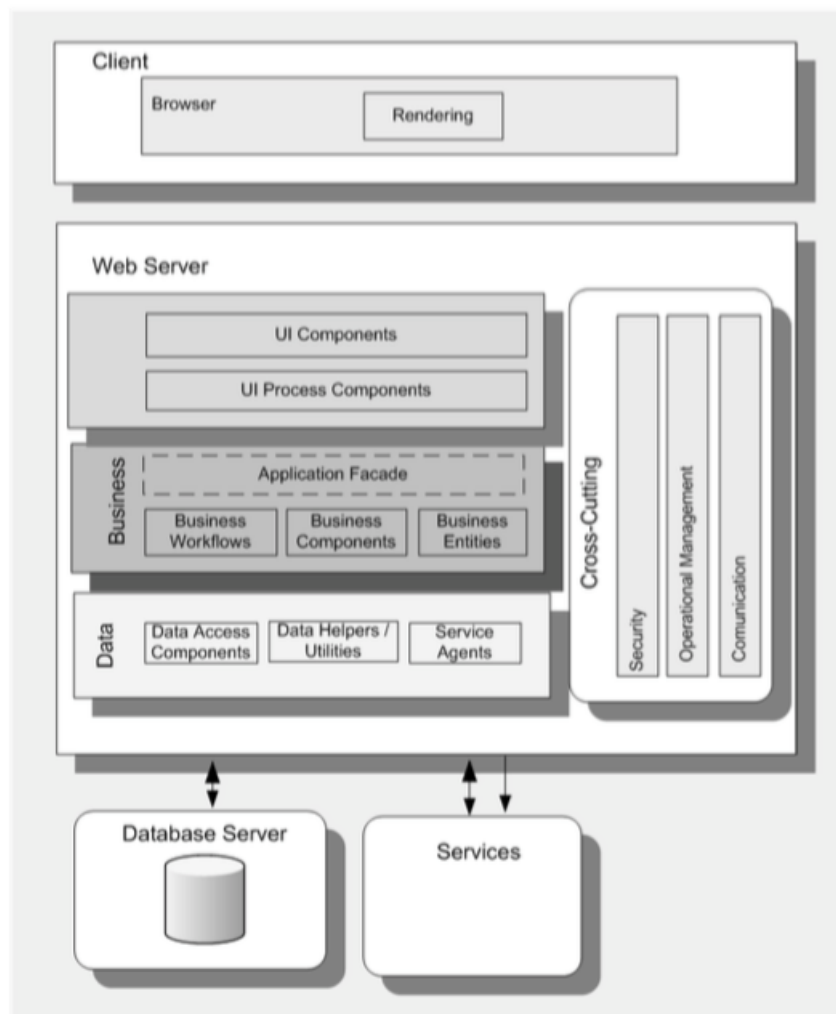 Client
Browser
Rendering
Web Server
UI Components
UI Process Components
Business
Application Facade
Business
Workflows
Business
Components
Business
Entities
Data
Data Access
Components
Data Helpers /
Utilities
Service
Agents
Cross-Cutting
Security
Operational Management
Comunication
Database Server
Services